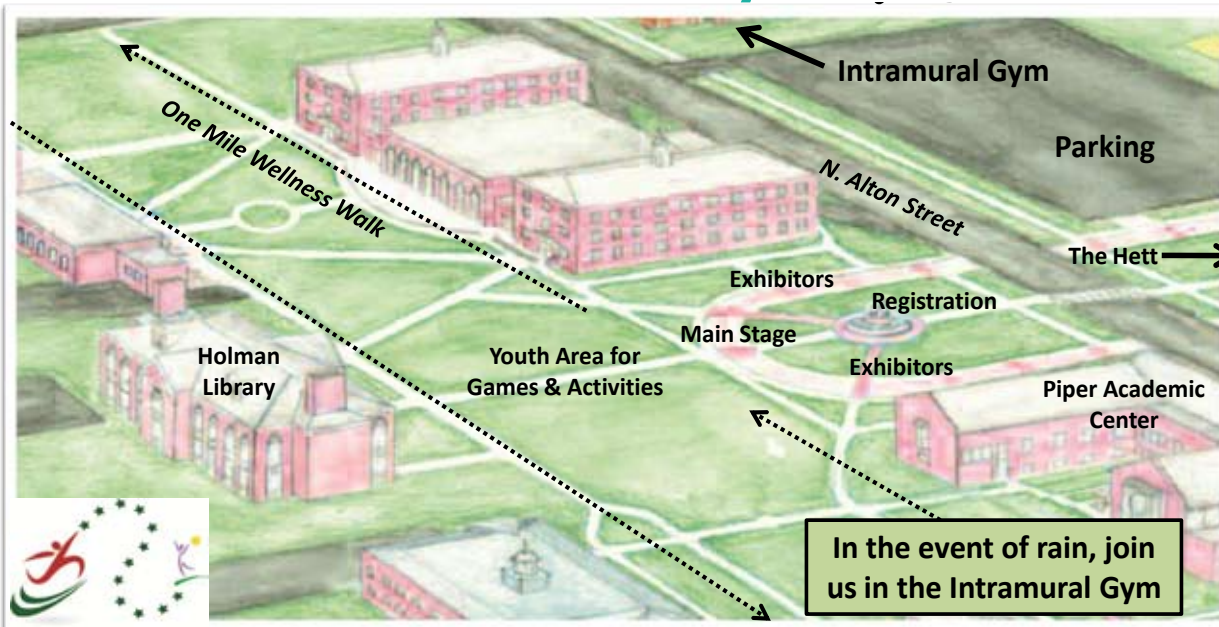 Intramural Gym
Parking
One Mile Wellness Walk
N. Alton Street
The Hett
Exhibitors
Registration
Main Stage
Holman
Library
Youth Area for
Games & Activities
Exhibitors
Piper Academic
Center
In the event of rain, join
us in the Intramural Gym